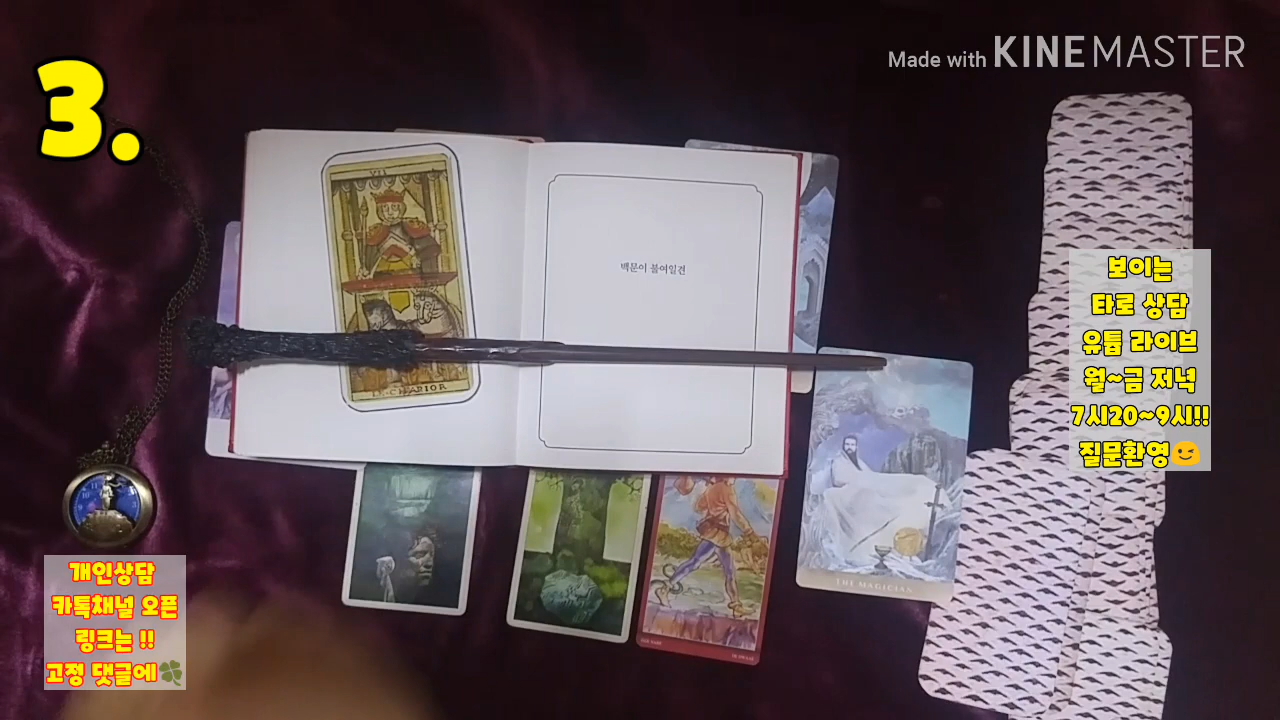 3.
Made with KINEMASTER
VII
백문이 불여일견
보이는
타로 상담
유튭 라이브
월~금 저녁
7시20~9시!!
질문환영😉
THE MAGICIAN
개인상담
카톡채널 오픈
링크는 !!
고정 댓글에🍀